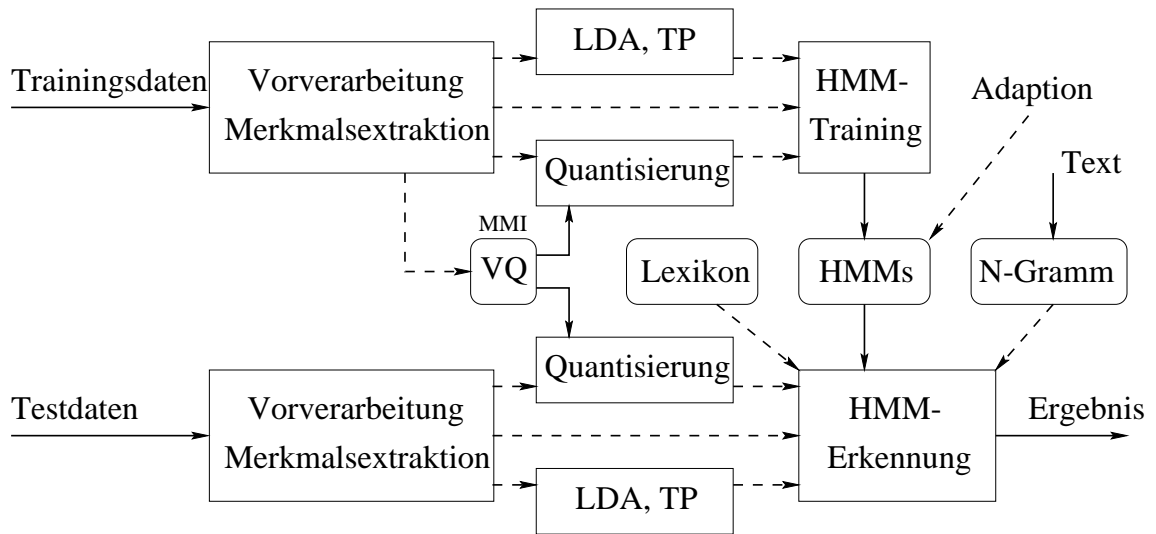 LDA, TP
Trainingsdaten
Vorverarbeitung
Merkmalsextraktion
HMM-
Training
Adaption
Quantisierung
Text
MMI
VQ
Lexikon
HMMs
N-Gramm
Quantisierung
Testdaten
Vorverarbeitung
Merkmalsextraktion
HMM-
Erkennung
Ergebnis
LDA, TP